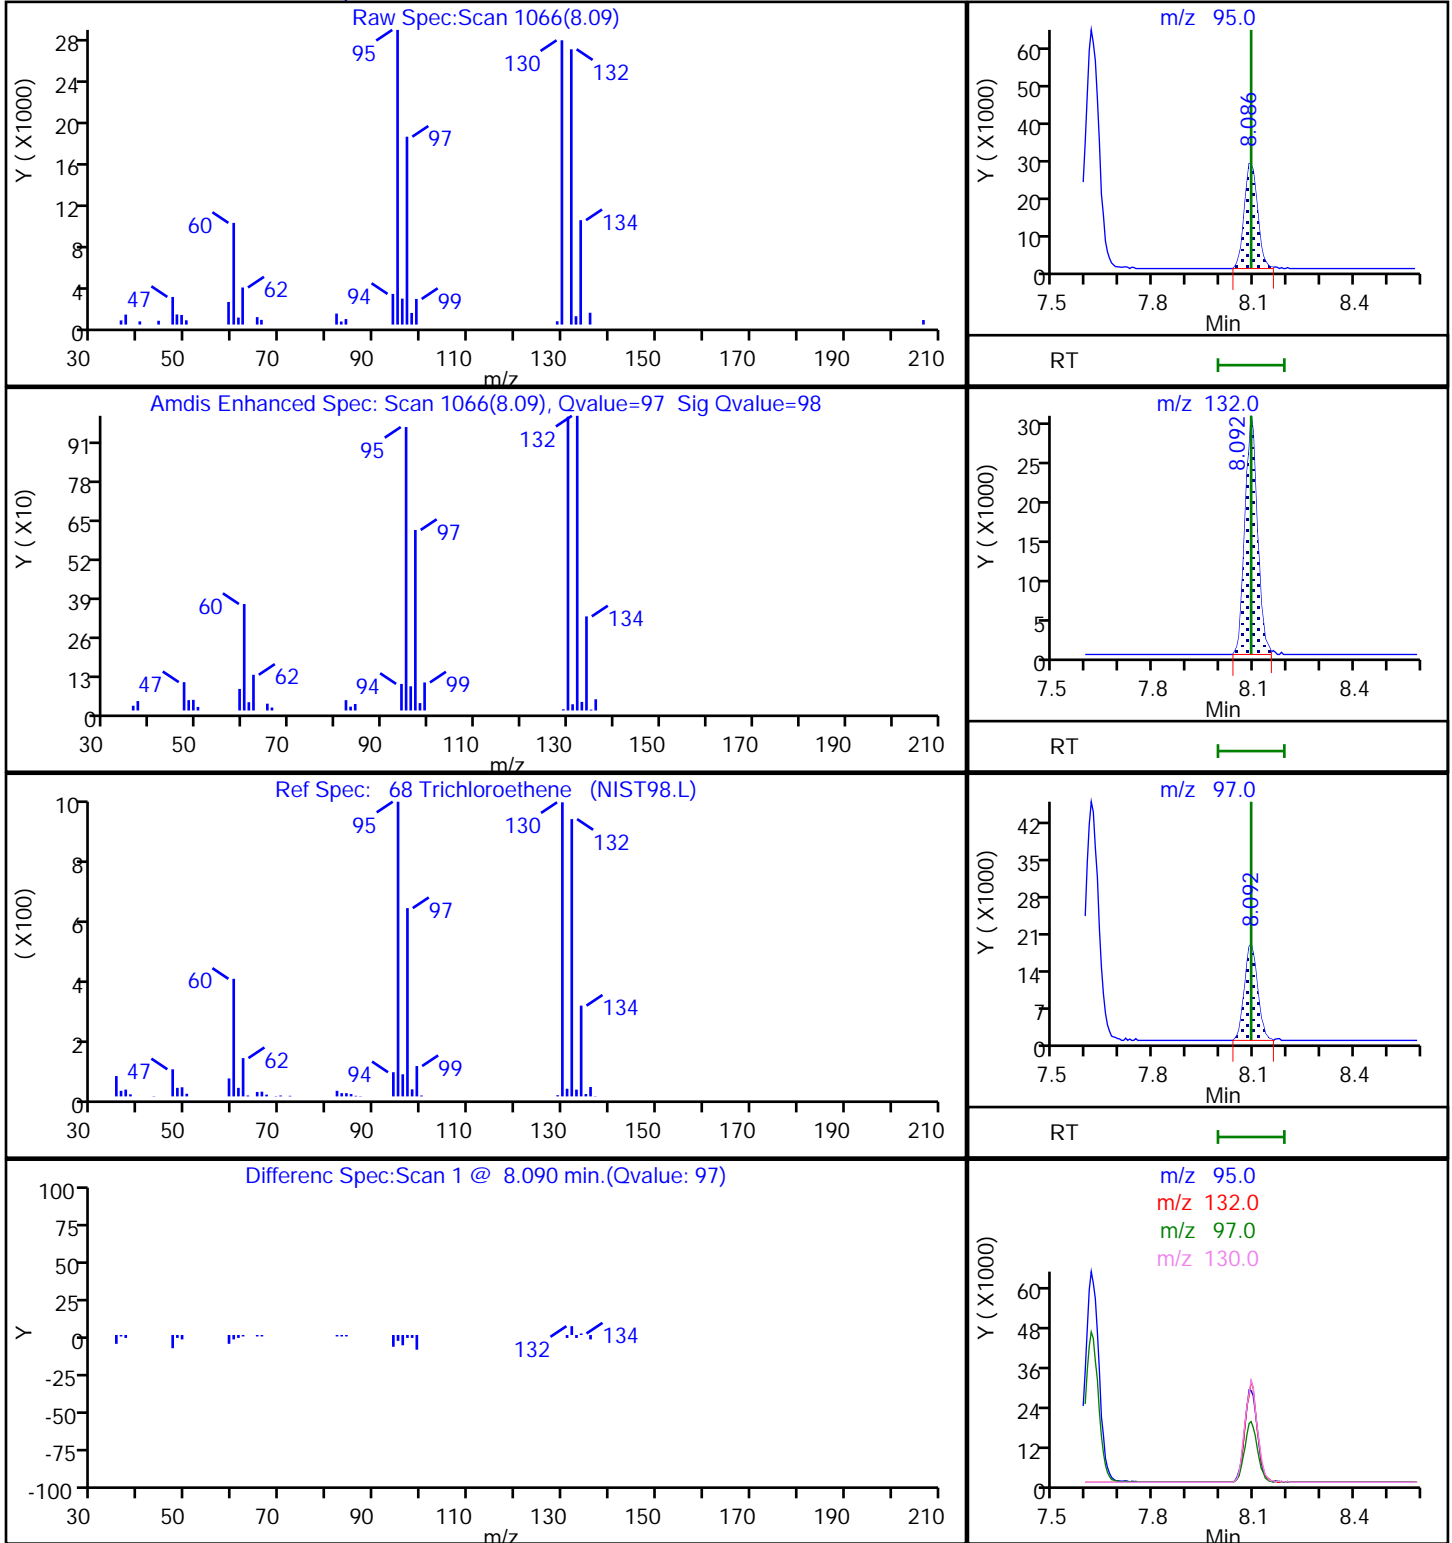 Raw Spec:Scan 1066(8.09)
Y ( X1000)
28
24
20
16
12
8
4
0
95
130
132
97
60
134
47
62
94
99
30 50 70 90 110 130 150 170 190 210
m/z
m/z 95.0
Y ( X1000)
60
50
40
30
20
10
0
8.086
7.5 7.8 8.1 8.4
Min
RT
Amdis Enhanced Spec: Scan 1066(8.09), Qvalue=97 Sig Qvalue=98
Y ( X10)
91
78
65
52
39
26
13
0
95
132
97
60
134
47
62
94
99
30 50 70 90 110 130 150 170 190 210
m/z
m/z 132.0
Y ( X1000)
30
25
20
15
10
5
0
8.092
7.5 7.8 8.1 8.4
Min
RT
Ref Spec: 68 Trichloroethene (NIST98.L)
( X100)
10
8
6
4
2
0
95
130
132
97
60
134
47
62
94
99
30 50 70 90 110 130 150 170 190 210
m/z 97.0
Y ( X1000)
42
35
28
21
14
7
0
8.092
7.5 7.8 8.1 8.4
Min
RT
Differenc Spec:Scan 1 @ 8.090 min.(Qvalue: 97)
Y
100
75
50
25
0
-25
-50
-75
-100
132
134
30 50 70 90 110 130 150 170 190 210
m/z
m/z 95.0
m/z 132.0
m/z 97.0
m/z 130.0
Y ( X1000)
60
48
36
24
12
0
7.5 7.8 8.1 8.4
Min